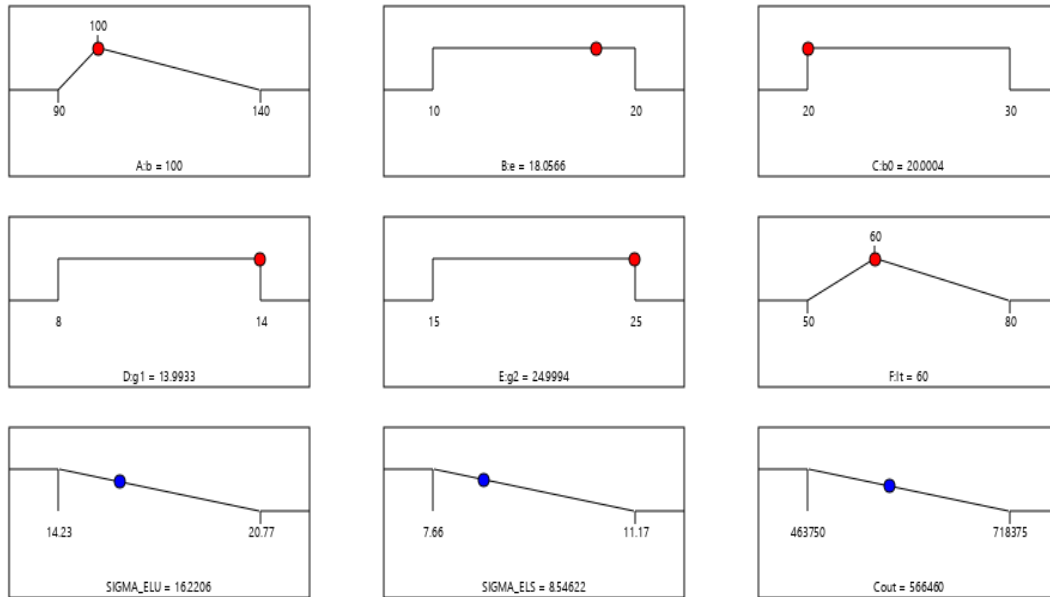 100
90
140
A:b = 100
10
20
B:e = 18.0566
20
30
C:b0 = 20.0004
8
14
D:g1 = 13.9933
15
25
E:g2 = 24.9994
60
50
80
F:lt = 60
14.23
20.77
SIGMA_ELU = 16.2206
7.66
11.17
SIGMA_ELS = 8.54622
463750
718375
Cout = 566460